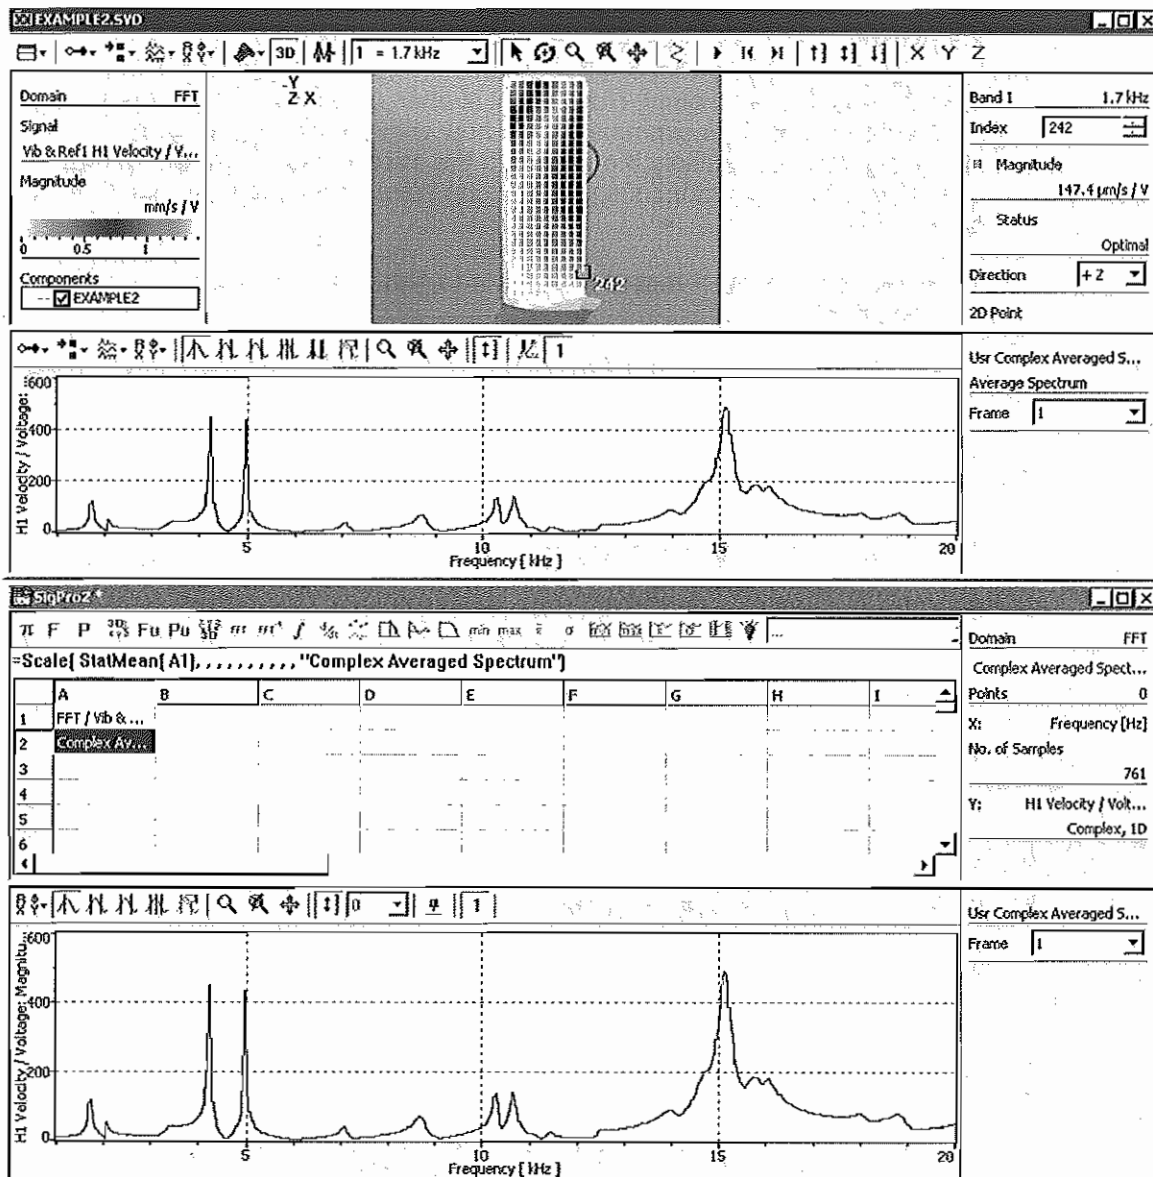 EXAMPLE2.SVD
3D
1 = 1.7 kHz
X Y Z
Domain FFT
Signal
Vib & Ref1 H1 Velocity / V...
Magnitude
mm/s / V
0 0.5 1
Components
EXAMPLE2
-Y
Z X
242
Band 1 1.7 kHz
Index 242
Magnitude
147.4 µm/s / V
Status
Optimal
Direction +Z
2D Point
1
H1 Velocity / Voltage:
600
400
200
0
5 10 15 20
Frequency [ kHz ]
Usr Complex Averaged S...
Average Spectrum
Frame 1
SigPro2 *
π F P Fu Pu min max σ ...
=Scale( StatMean( A1), , , , , , , , , , "Complex Averaged Spectrum")
A B C D E F G H I
1 FFT / Vib & ...
2 Complex Av...
3
4
5
6
Domain FFT
Complex Averaged Spect...
Points 0
X: Frequency [Hz]
No. of Samples
761
Y: H1 Velocity / Volt...
Complex, 1D
0 1
H1 Velocity / Voltage: Magnitu...
600
400
200
0
5 10 15 20
Frequency [ kHz ]
Usr Complex Averaged S...
Frame 1